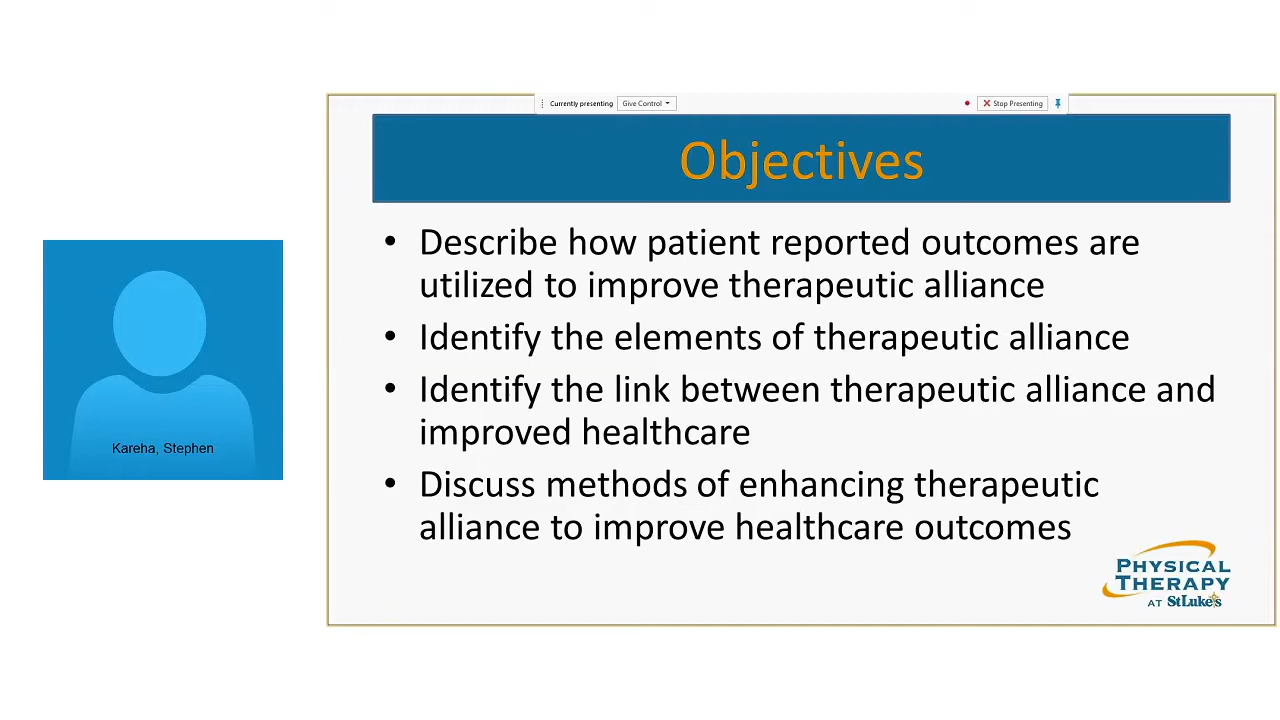 Currently presenting Give Control Stop Presenting
Objectives
• Describe how patient reported outcomes are
utilized to improve therapeutic alliance
• Identify the elements of therapeutic alliance
• Identify the link between therapeutic alliance and
improved healthcare
• Discuss methods of enhancing therapeutic
alliance to improve healthcare outcomes
Kareha, Stephen
PHYSICAL
THERAPY
AT StLuke's